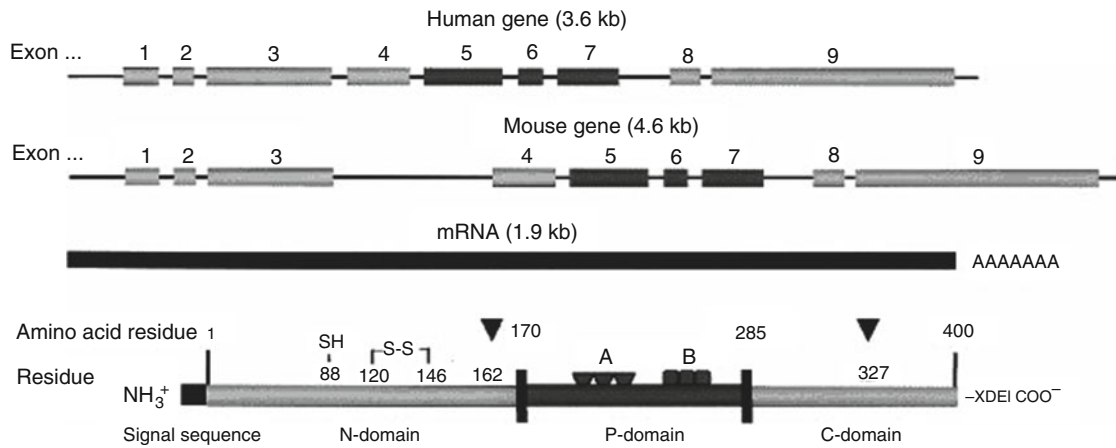 Human gene (3.6 kb)
Exon ... 1 2 3 4 5 6 7 8 9
Mouse gene (4.6 kb)
Exon ... 1 2 3 4 5 6 7 8 9
mRNA (1.9 kb)
AAAAAAA
Amino acid residue 1 170 285 400
SH S-S A B
Residue 88 120 146 162 327
NH3+ –XDEI COO−
Signal sequence N-domain P-domain C-domain